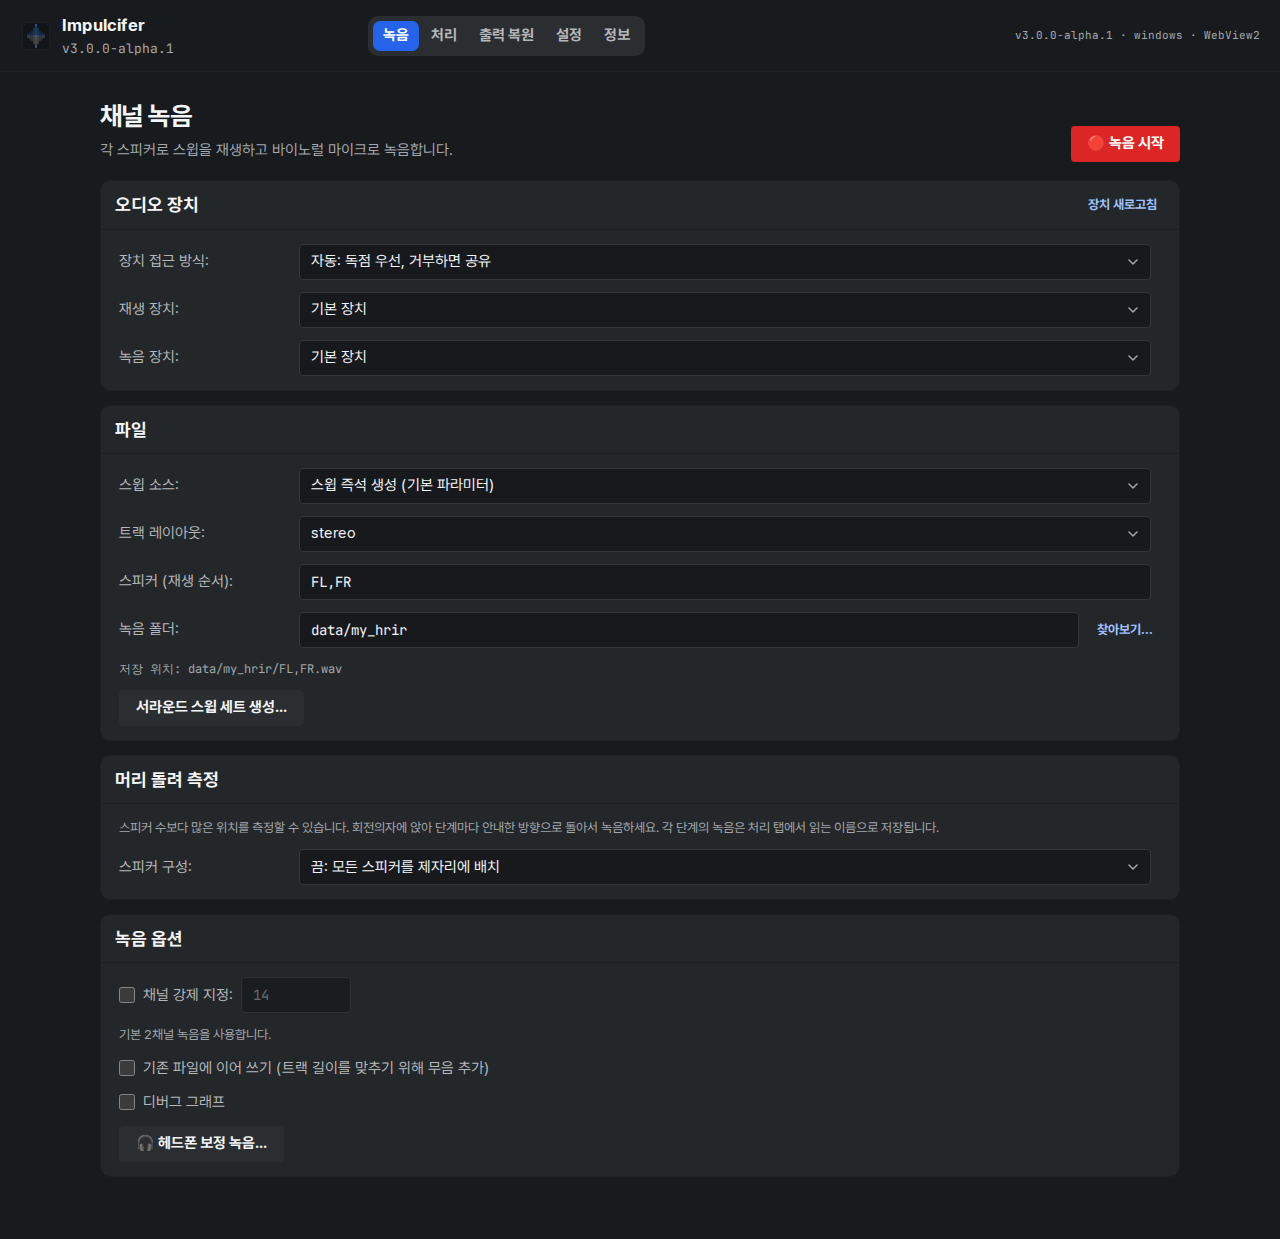 Impulcifer
v3.0.0-alpha.1
녹음 처리 출력 복원 설정 정보
v3.0.0-alpha.1 · windows · WebView2
채널 녹음
각 스피커로 스윕을 재생하고 바이노럴 마이크로 녹음합니다.
🔴 녹음 시작
오디오 장치
장치 새로고침
장치 접근 방식: 자동: 독점 우선, 거부하면 공유
재생 장치: 기본 장치
녹음 장치: 기본 장치
파일
스윕 소스: 스윕 즉석 생성 (기본 파라미터)
트랙 레이아웃: stereo
스피커 (재생 순서): FL,FR
녹음 폴더: data/my_hrir 찾아보기...
저장 위치: data/my_hrir/FL,FR.wav
서라운드 스윕 세트 생성...
머리 돌려 측정
스피커 수보다 많은 위치를 측정할 수 있습니다. 회전의자에 앉아 단계마다 안내한 방향으로 돌아서 녹음하세요. 각 단계의 녹음은 처리 탭에서 읽는 이름으로 저장됩니다.
스피커 구성: 끔: 모든 스피커를 제자리에 배치
녹음 옵션
채널 강제 지정: 14
기본 2채널 녹음을 사용합니다.
기존 파일에 이어 쓰기 (트랙 길이를 맞추기 위해 무음 추가)
디버그 그래프
🎧 헤드폰 보정 녹음...